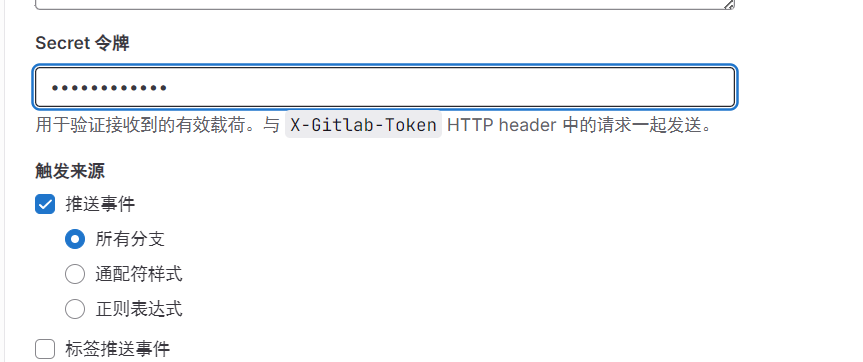 Secret 令牌
••••••••••••
用于验证接收到的有效载荷。与 X-Gitlab-Token HTTP header 中的请求一起发送。
触发来源
推送事件
所有分支
通配符样式
正则表达式
标签推送事件